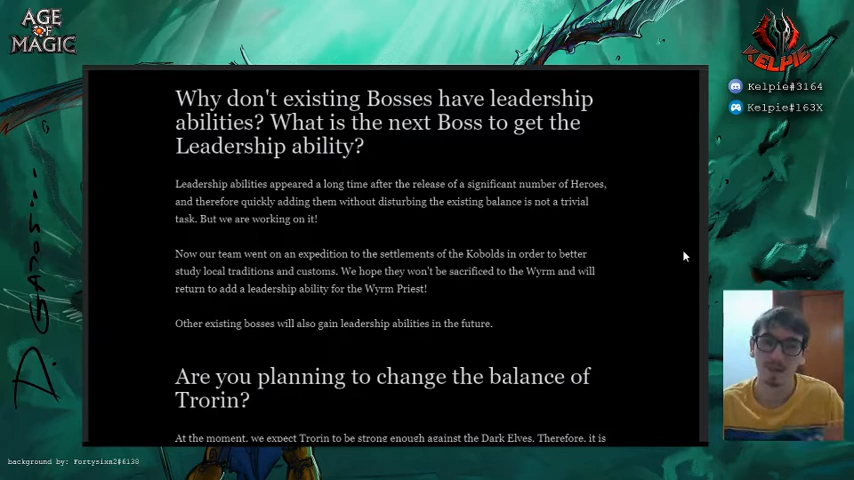 AGE
OF
MAGIC
KELPIE
Kelpie#3164
Kelpie#163X
Why don't existing Bosses have leadership
abilities? What is the next Boss to get the
Leadership ability?
Leadership abilities appeared a long time after the release of a significant number of Heroes,
and therefore quickly adding them without disturbing the existing balance is not a trivial
task. But we are working on it!
Now our team went on an expedition to the settlements of the Kobolds in order to better
study local traditions and customs. We hope they won't be sacrificed to the Wyrm and will
return to add a leadership ability for the Wyrm Priest!
Other existing bosses will also gain leadership abilities in the future.
Are you planning to change the balance of
Trorin?
At the moment, we expect Trorin to be strong enough against the Dark Elves. Therefore, it is
background by: Fortysixn2#6138